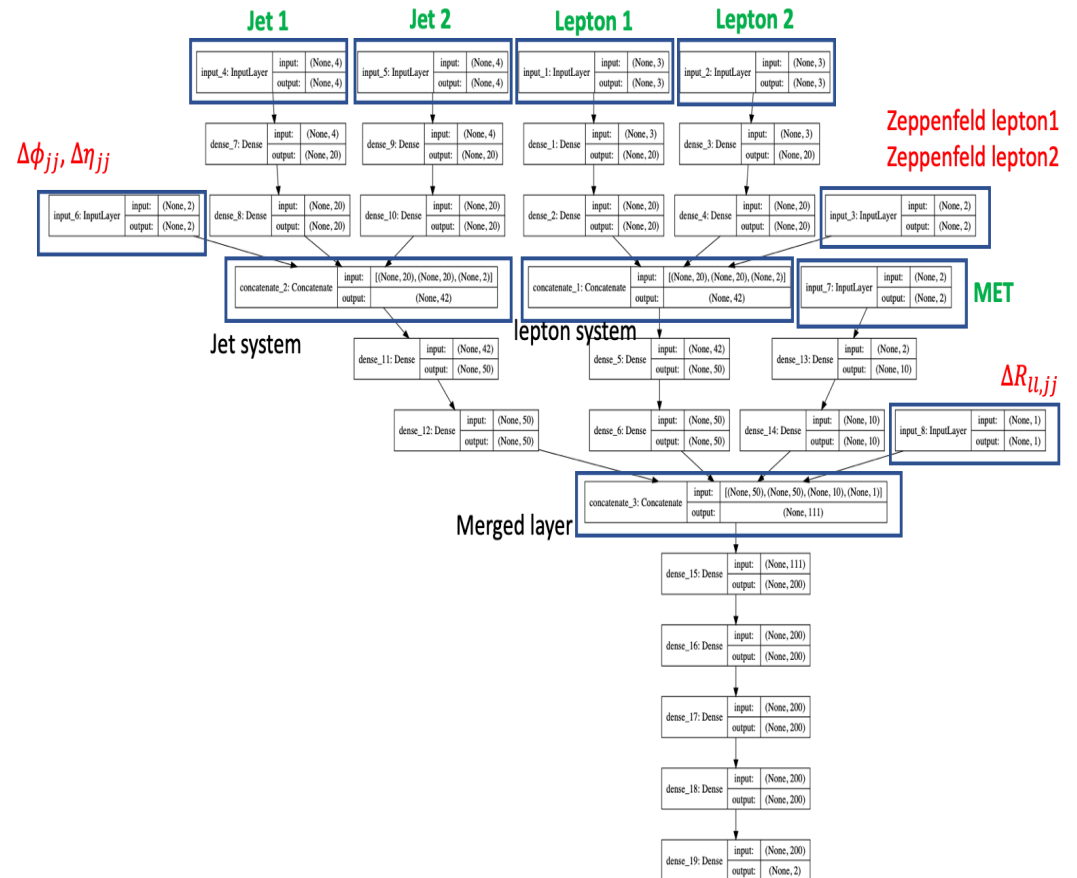 Jet 1
Jet 2
Lepton 1
Lepton 2
input_4: InputLayer
input: (None, 4)
output: (None, 4)
input_5: InputLayer
input: (None, 4)
output: (None, 4)
input_1: InputLayer
input: (None, 3)
output: (None, 3)
input_2: InputLayer
input: (None, 3)
output: (None, 3)
Zeppenfeld lepton1
Zeppenfeld lepton2
dense_7: Dense
input: (None, 4)
output: (None, 20)
dense_9: Dense
input: (None, 4)
output: (None, 20)
dense_1: Dense
input: (None, 3)
output: (None, 20)
dense_3: Dense
input: (None, 3)
output: (None, 20)
Δϕjj, Δηjj
input_6: InputLayer
input: (None, 2)
output: (None, 2)
dense_8: Dense
input: (None, 20)
output: (None, 20)
dense_10: Dense
input: (None, 20)
output: (None, 20)
dense_2: Dense
input: (None, 20)
output: (None, 20)
dense_4: Dense
input: (None, 20)
output: (None, 20)
input_3: InputLayer
input: (None, 2)
output: (None, 2)
concatenate_2: Concatenate
input: [(None, 20), (None, 20), (None, 2)]
output: (None, 42)
concatenate_1: Concatenate
input: [(None, 20), (None, 20), (None, 2)]
output: (None, 42)
input_7: InputLayer
input: (None, 2)
output: (None, 2)
MET
Jet system
lepton system
dense_11: Dense
input: (None, 42)
output: (None, 50)
dense_5: Dense
input: (None, 42)
output: (None, 50)
dense_13: Dense
input: (None, 2)
output: (None, 10)
ΔRll,jj
dense_12: Dense
input: (None, 50)
output: (None, 50)
dense_6: Dense
input: (None, 50)
output: (None, 50)
dense_14: Dense
input: (None, 10)
output: (None, 10)
input_8: InputLayer
input: (None, 1)
output: (None, 1)
concatenate_3: Concatenate
input: [(None, 50), (None, 50), (None, 10), (None, 1)]
output: (None, 111)
Merged layer
dense_15: Dense
input: (None, 111)
output: (None, 200)
dense_16: Dense
input: (None, 200)
output: (None, 200)
dense_17: Dense
input: (None, 200)
output: (None, 200)
dense_18: Dense
input: (None, 200)
output: (None, 200)
dense_19: Dense
input: (None, 200)
output: (None, 2)